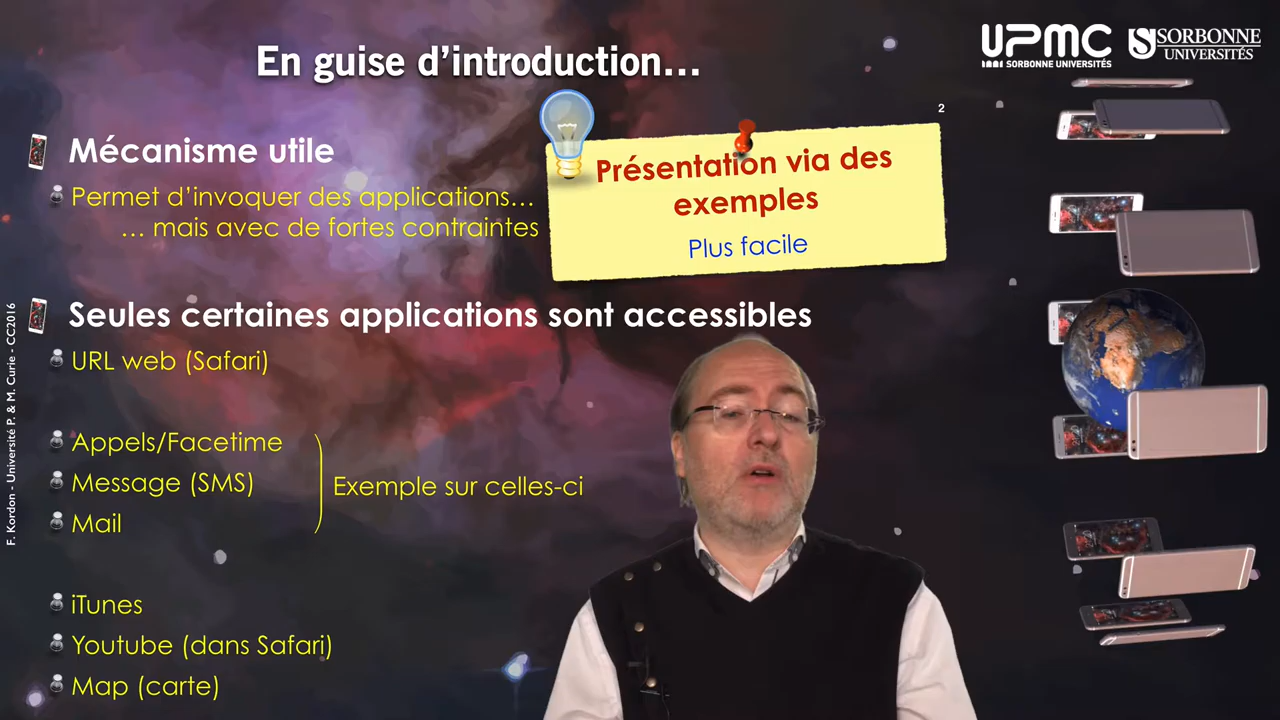 En guise d'introduction...
UPMC
SORBONNE UNIVERSITÉS
SORBONNE
UNIVERSITÉS
2
Mécanisme utile
Permet d'invoquer des applications...
... mais avec de fortes contraintes
Présentation via des
exemples
Plus facile
Seules certaines applications sont accessibles
URL web (Safari)
Appels/Facetime
Message (SMS)
Mail
Exemple sur celles-ci
iTunes
Youtube (dans Safari)
Map (carte)
F. Kordon - Université P. & M. Curie - CC2016